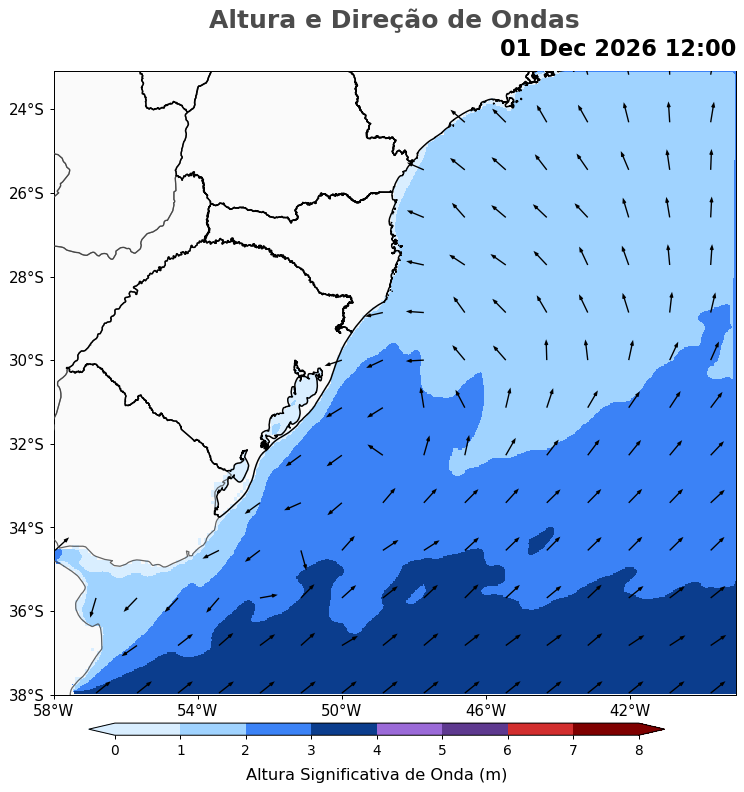 Altura e Direção de Ondas
01 Dec 2026 12:00
24°S
26°S
28°S
30°S
32°S
34°S
36°S
38°S
58°W 54°W 50°W 46°W 42°W
0 1 2 3 4 5 6 7 8
Altura Significativa de Onda (m)